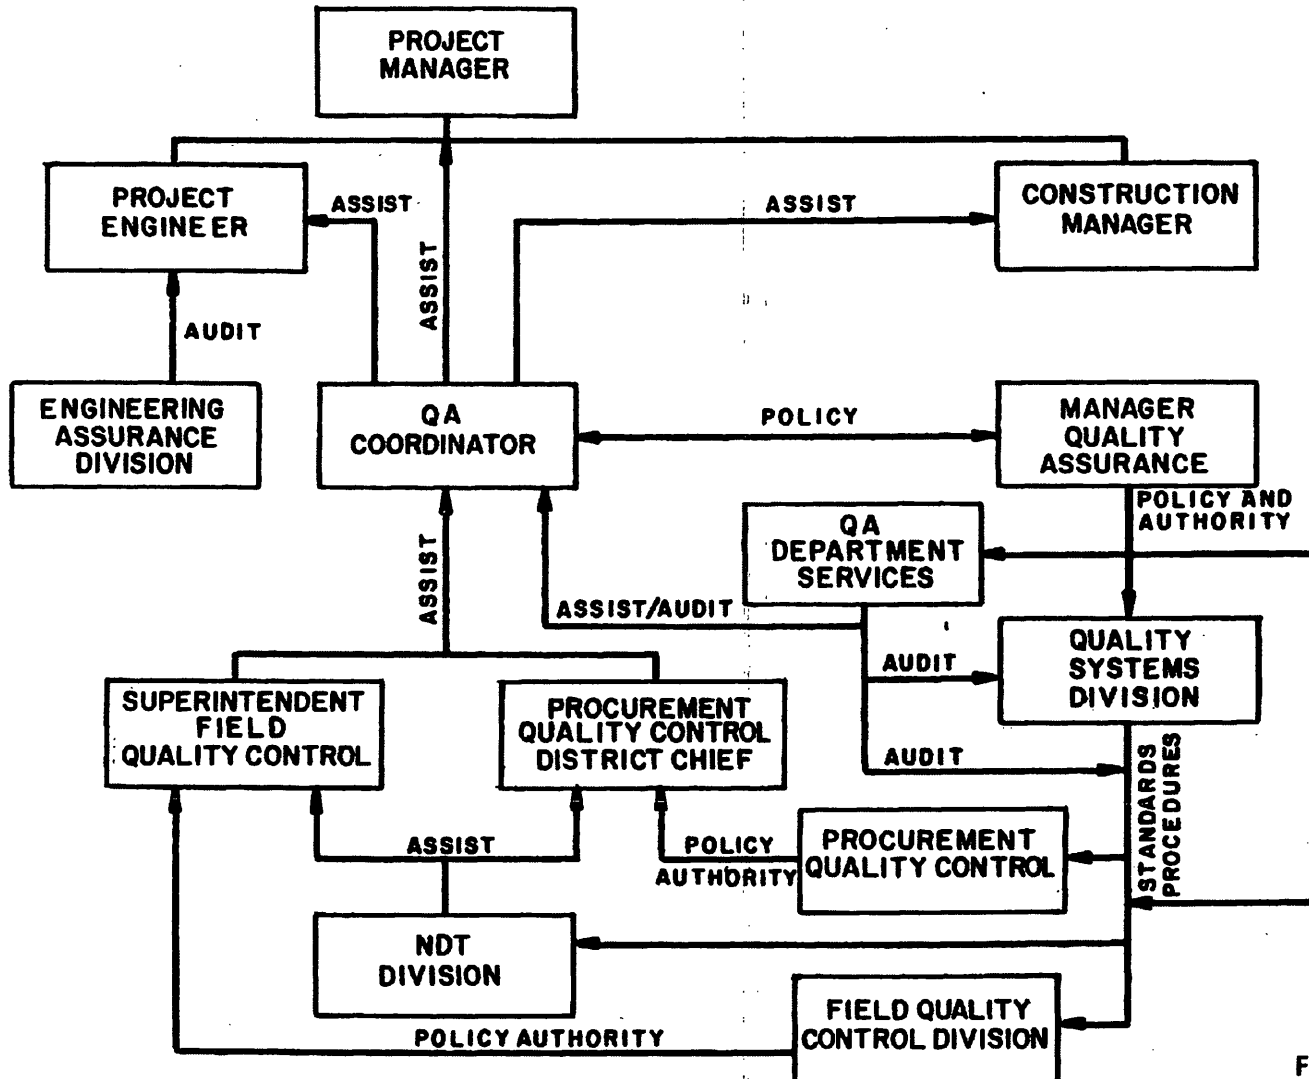 PROJECT
MANAGER
PROJECT
ENGINEER
ASSIST
ASSIST
ASSIST
CONSTRUCTION
MANAGER
AUDIT
ENGINEERING
ASSURANCE
DIVISION
QA
COORDINATOR
POLICY
MANAGER
QUALITY
ASSURANCE
POLICY AND
AUTHORITY
QA
DEPARTMENT
SERVICES
ASSIST
ASSIST/AUDIT
AUDIT
QUALITY
SYSTEMS
DIVISION
SUPERINTENDENT
FIELD
QUALITY CONTROL
PROCUREMENT
QUALITY CONTROL
DISTRICT CHIEF
AUDIT
STANDARDS
PROCEDURES
ASSIST
POLICY
AUTHORITY
PROCUREMENT
QUALITY CONTROL
NDT
DIVISION
FIELD QUALITY
CONTROL DIVISION
POLICY AUTHORITY
F